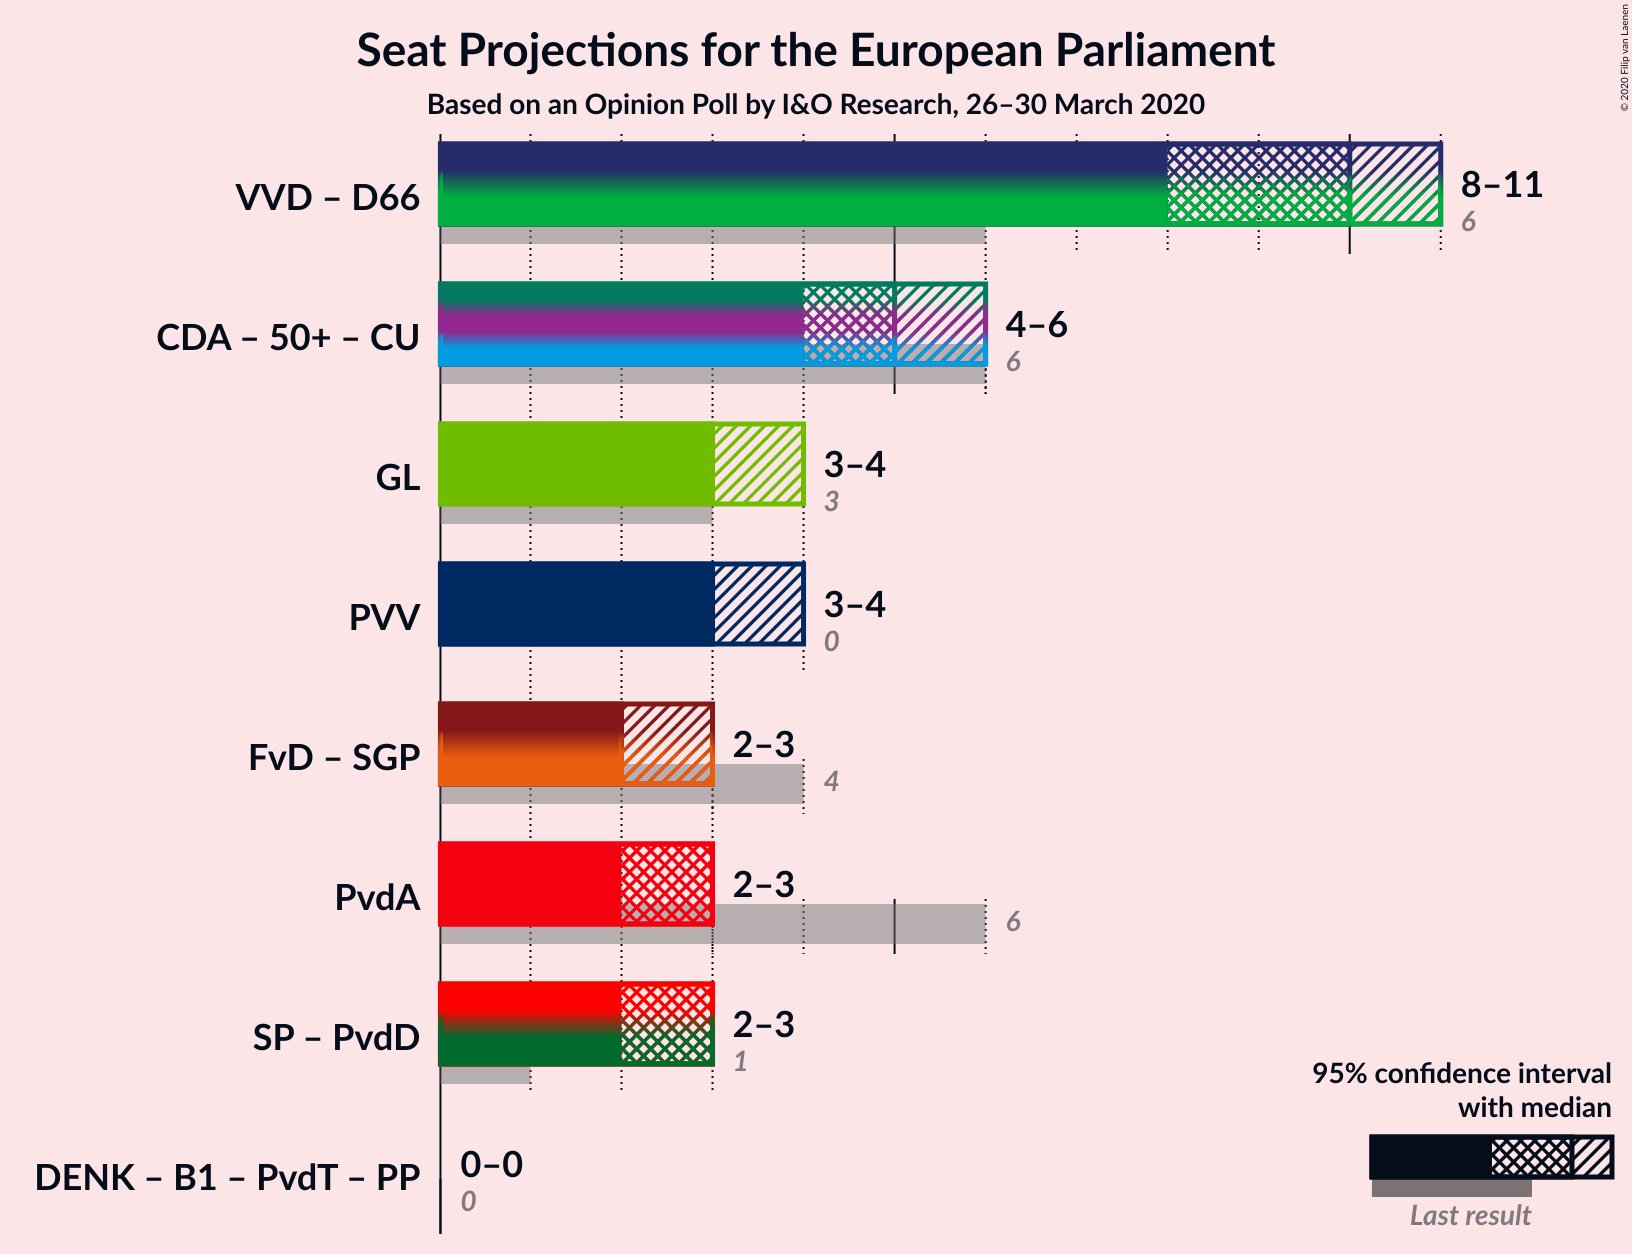 Seat Projections for the European Parliament
Based on an Opinion Poll by I&O Research, 26–30 March 2020
© 2020 Filip van Laenen
VVD – D66
8–11
6
CDA – 50+ – CU
4–6
6
GL
3–4
3
PVV
3–4
0
FvD – SGP
2–3
4
PvdA
2–3
6
SP – PvdD
2–3
1
DENK – B1 – PvdT – PP
0–0
0
95% confidence interval
with median
Last result